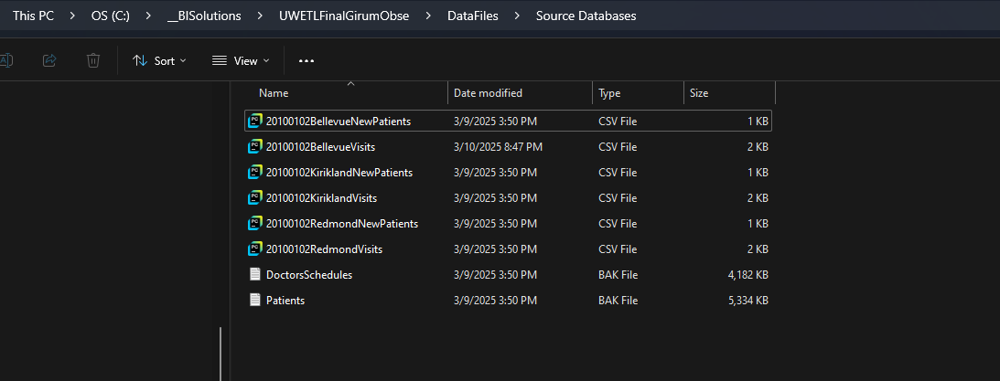 This PC > OS (C:) > __BISolutions > UWETLFinalGirumObse > DataFiles > Source Databases
Sort View
Name Date modified Type Size
20100102BellevueNewPatients 3/9/2025 3:50 PM CSV File 1 KB
20100102BellevueVisits 3/10/2025 8:47 PM CSV File 2 KB
20100102KiriklandNewPatients 3/9/2025 3:50 PM CSV File 1 KB
20100102KiriklandVisits 3/9/2025 3:50 PM CSV File 2 KB
20100102RedmondNewPatients 3/9/2025 3:50 PM CSV File 1 KB
20100102RedmondVisits 3/9/2025 3:50 PM CSV File 2 KB
DoctorsSchedules 3/9/2025 3:50 PM BAK File 4,182 KB
Patients 3/9/2025 3:50 PM BAK File 5,334 KB